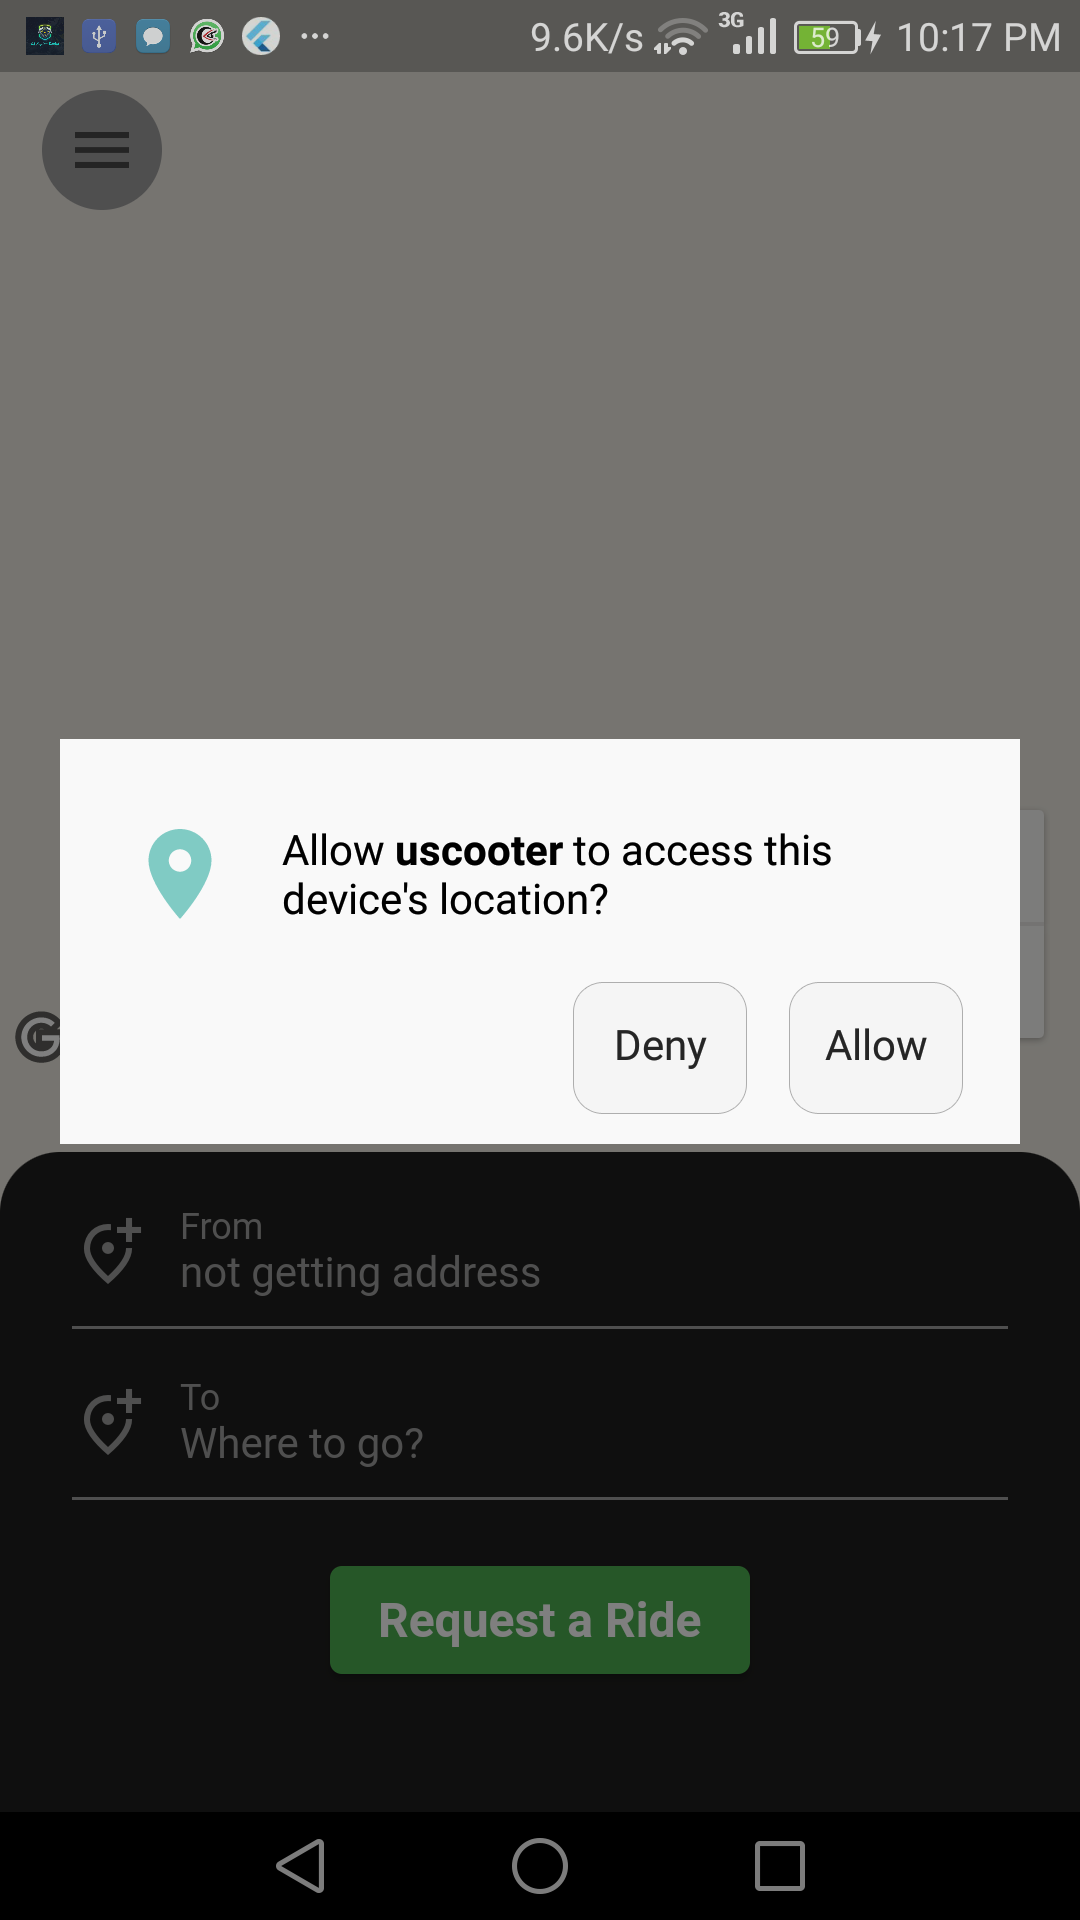 9.6K/s 3G 59 10:17 PM
Allow uscooter to access this
device's location?
Deny Allow
From
not getting address
To
Where to go?
Request a Ride